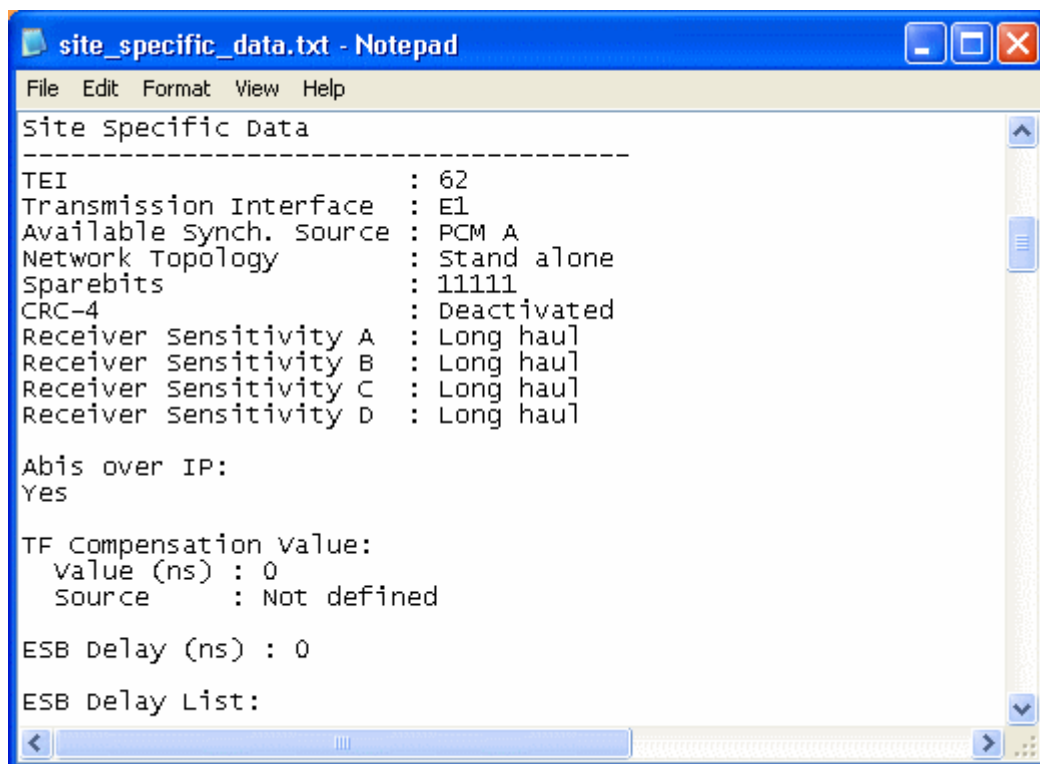 site_specific_data.txt - Notepad
File Edit Format View Help
Site Specific Data
-------------------------------------
TEI : 62
Transmission Interface : E1
Available Synch. Source : PCM A
Network Topology : Stand alone
Sparebits : 11111
CRC-4 : Deactivated
Receiver Sensitivity A : Long haul
Receiver Sensitivity B : Long haul
Receiver Sensitivity C : Long haul
Receiver Sensitivity D : Long haul
Abis over IP:
Yes
TF Compensation Value:
Value (ns) : 0
Source : Not defined
ESB Delay (ns) : 0
ESB Delay List: